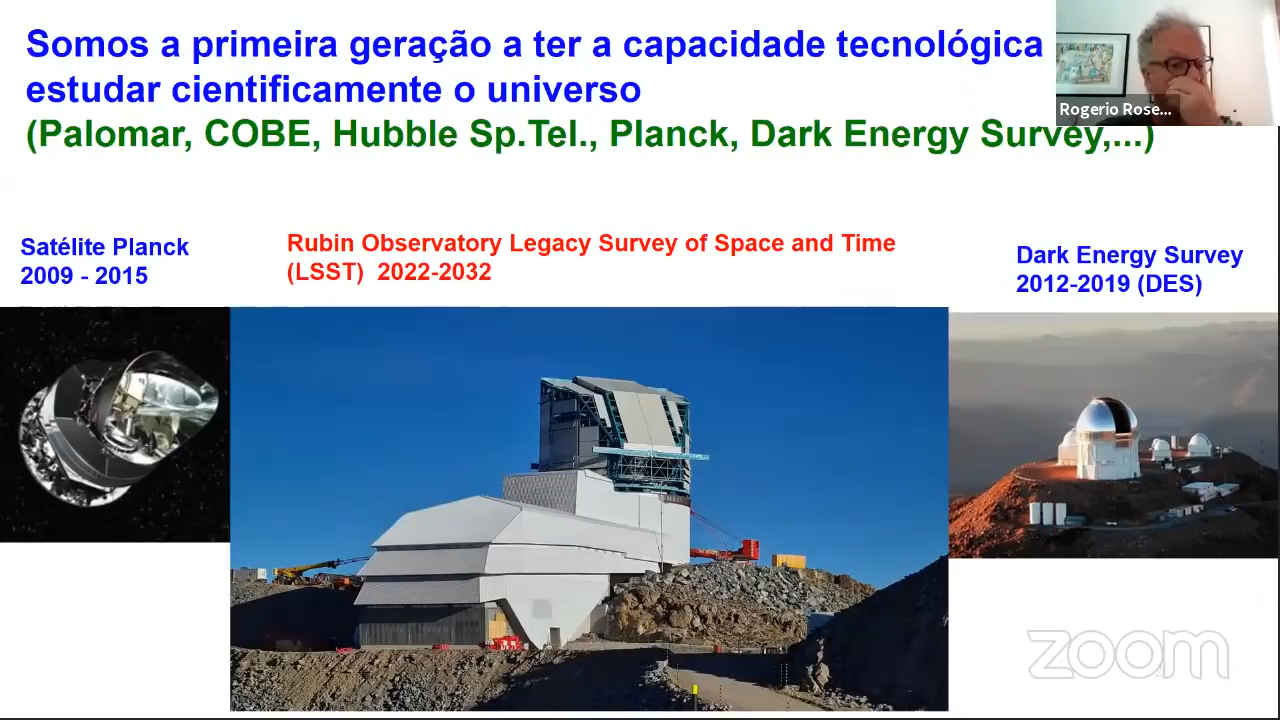 Somos a primeira geração a ter a capacidade tecnológica
estudar cientificamente o universo
(Palomar, COBE, Hubble Sp.Tel., Planck, Dark Energy Survey,...)
Rogerio Rose...
Satélite Planck
2009 - 2015
Rubin Observatory Legacy Survey of Space and Time
(LSST) 2022-2032
Dark Energy Survey
2012-2019 (DES)
zoom